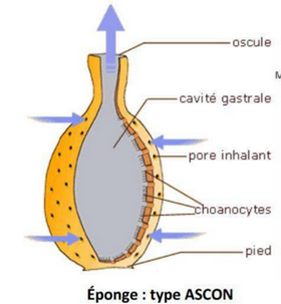 oscule
M
cavité gastrale
pore inhalant
choanocytes
pied
Éponge : type ASCON